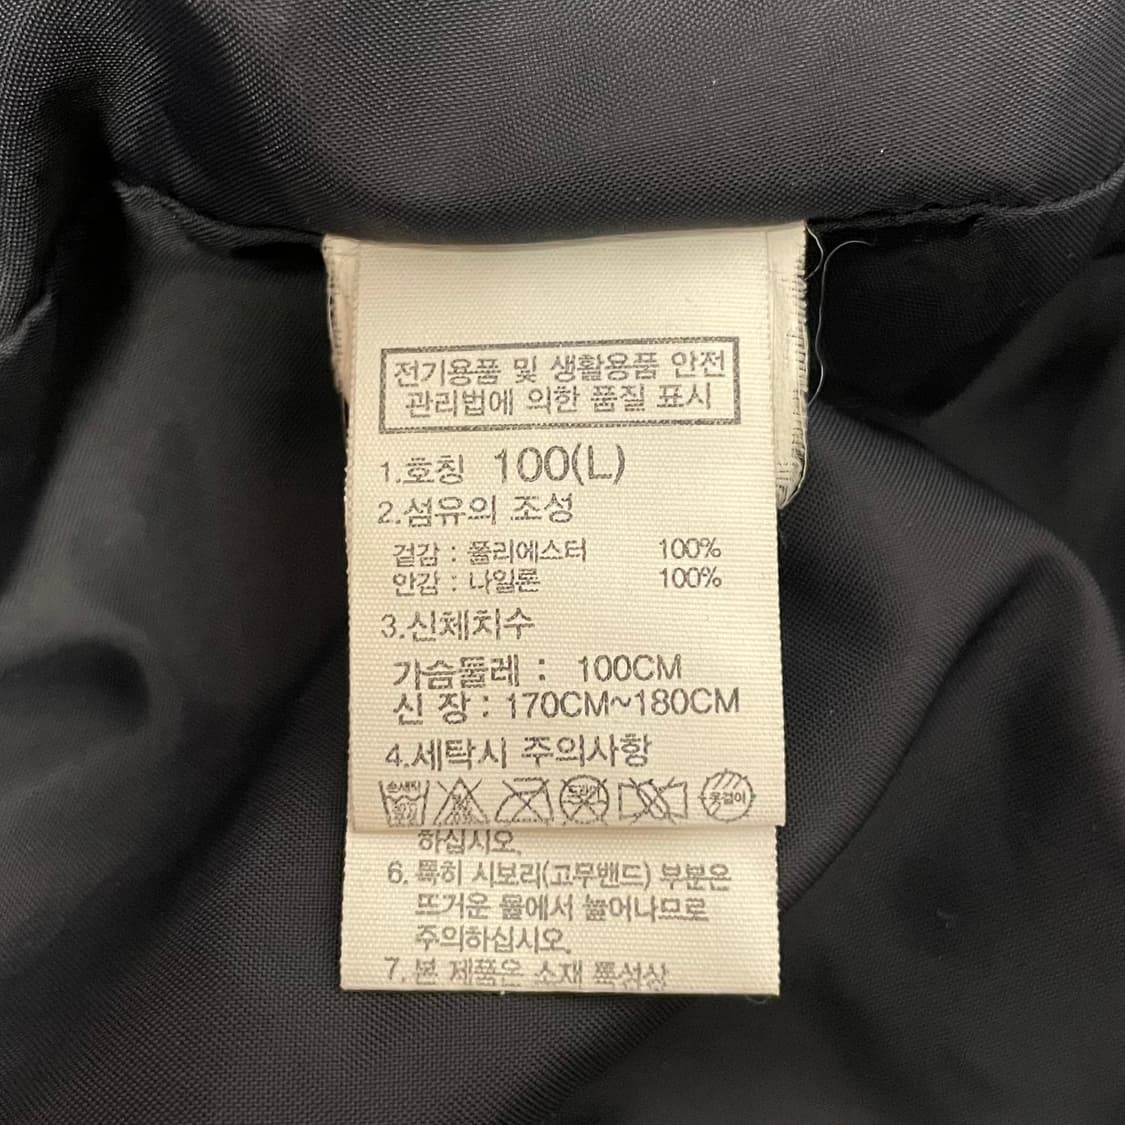 전기용품 및 생활용품 안전
관리법에 의한 품질 표시
1.호칭 100(L)
2.섬유의 조성
겉감 : 폴리에스터 100%
안감 : 나일론 100%
3.신체치수
가슴둘레 : 100CM
신 장 : 170CM~180CM
4.세탁시 주의사항
손세탁 드라이 옷걸이
하십시오.
6. 특히 시보리(고무밴드) 부분은
뜨거운 물에서 늘어나므로
주의하십시오.
7. 본 제품은 소재 특성상